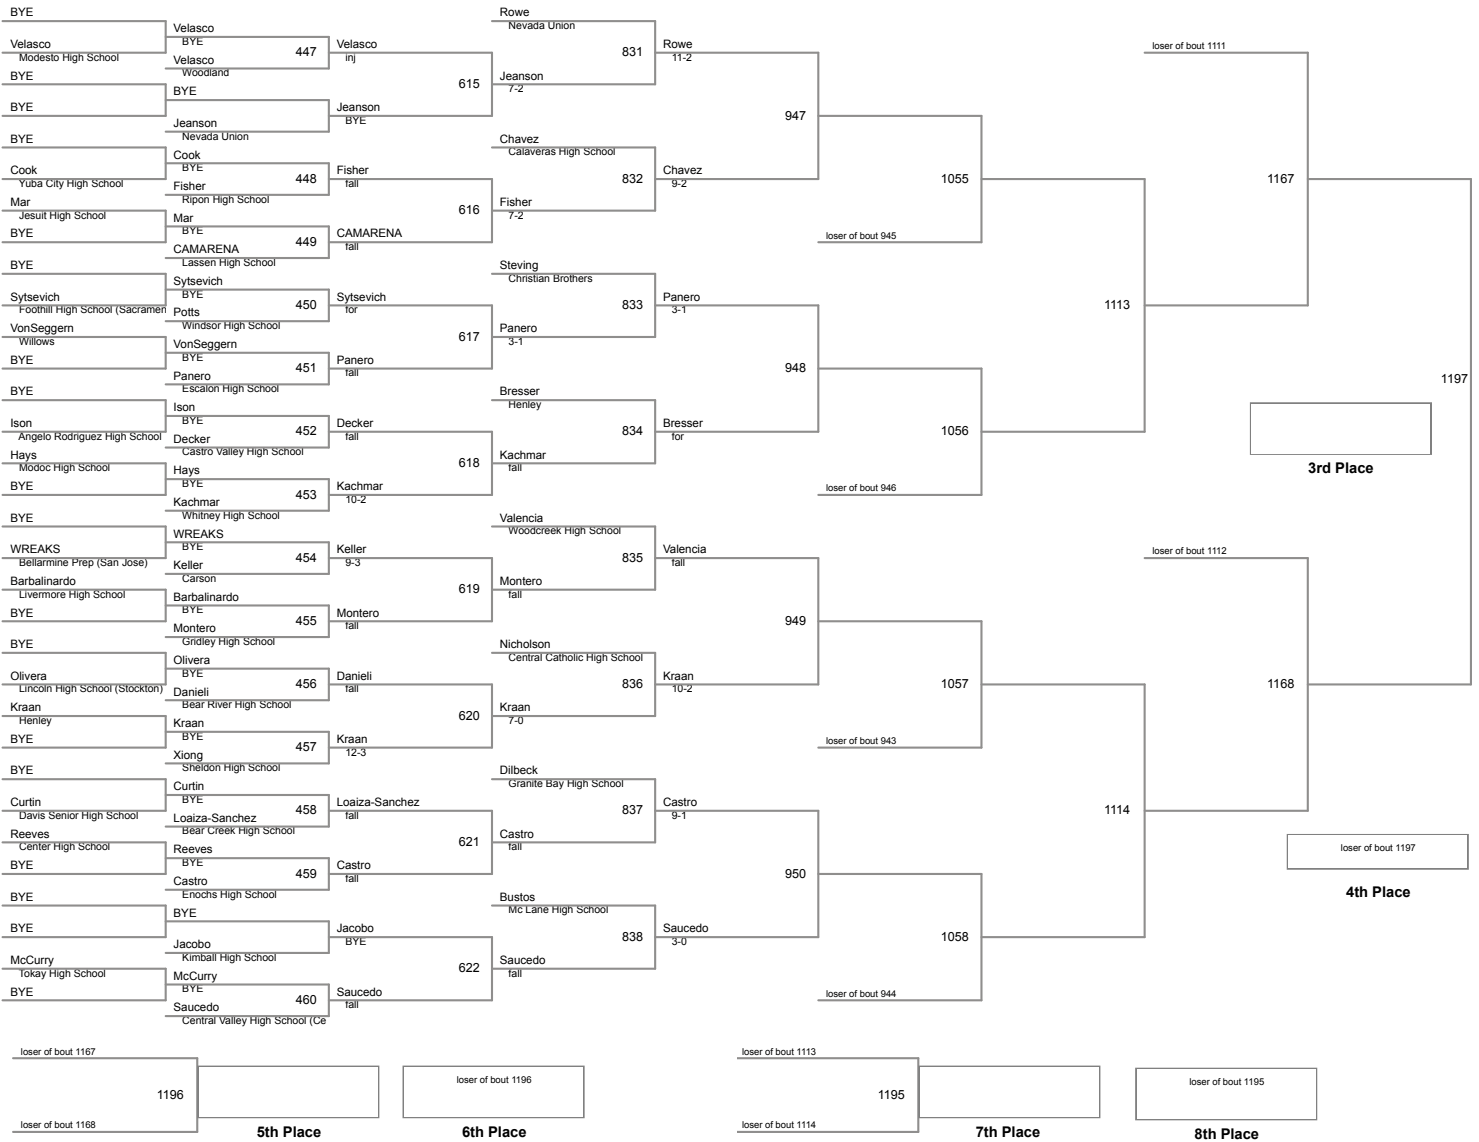 BYE
Velasco
Modesto High School
BYE
BYE
BYE
Cook
Yuba City High School
Mar
Jesuit High School
BYE
BYE
Sytsevich
Foothill High School (Sacramen
VonSeggern
Willows
BYE
BYE
Ison
Angelo Rodriguez High School
Hays
Modoc High School
BYE
BYE
WREAKS
Bellarmine Prep (San Jose)
Barbalinardo
Livermore High School
BYE
BYE
Olivera
Lincoln High School (Stockton)
Kraan
Henley
BYE
BYE
Curtin
Davis Senior High School
Reeves
Center High School
BYE
BYE
BYE
McCurry
Tokay High School
BYE
Velasco
BYE
447
Velasco
Woodland
BYE
Jeanson
Nevada Union
Cook
BYE
448
Fisher
Ripon High School
Mar
BYE
449
CAMARENA
Lassen High School
Sytsevich
BYE
450
Potts
Windsor High School
VonSeggern
BYE
451
Panero
Escalon High School
Ison
BYE
452
Decker
Castro Valley High School
Hays
BYE
453
Kachmar
Whitney High School
WREAKS
BYE
454
Keller
Carson
Barbalinardo
BYE
455
Montero
Gridley High School
Olivera
BYE
456
Danieli
Bear River High School
Kraan
BYE
457
Xiong
Sheldon High School
Curtin
BYE
458
Loaiza-Sanchez
Bear Creek High School
Reeves
BYE
459
Castro
Enochs High School
BYE
Jacobo
Kimball High School
McCurry
BYE
460
Saucedo
Central Valley High School (Ce
Velasco
inj
615
Jeanson
BYE
Fisher
fall
616
CAMARENA
fall
Sytsevich
for
617
Panero
fall
Decker
fall
618
Kachmar
10-2
Keller
9-3
619
Montero
fall
Danieli
fall
620
Kraan
12-3
Loaiza-Sanchez
fall
621
Castro
fall
Jacobo
BYE
622
Saucedo
fall
Rowe
Nevada Union
831
Jeanson
7-2
Chavez
Calaveras High School
832
Fisher
7-2
Steving
Christian Brothers
833
Panero
3-1
Bresser
Henley
834
Kachmar
fall
Valencia
Woodcreek High School
835
Montero
fall
Nicholson
Central Catholic High School
836
Kraan
7-0
Dilbeck
Granite Bay High School
837
Castro
fall
Bustos
Mc Lane High School
838
Saucedo
fall
Rowe
11-2
947
Chavez
9-2
Panero
3-1
948
Bresser
for
Valencia
fall
949
Kraan
10-2
Castro
9-1
950
Saucedo
3-0
1055
loser of bout 945
1056
loser of bout 946
1057
loser of bout 943
1058
loser of bout 944
1113
1114
loser of bout 1111
1167
loser of bout 1112
1168
1197
3rd Place
loser of bout 1197
4th Place
loser of bout 1167
1196
loser of bout 1168
5th Place
loser of bout 1196
6th Place
loser of bout 1113
1195
loser of bout 1114
7th Place
loser of bout 1195
8th Place